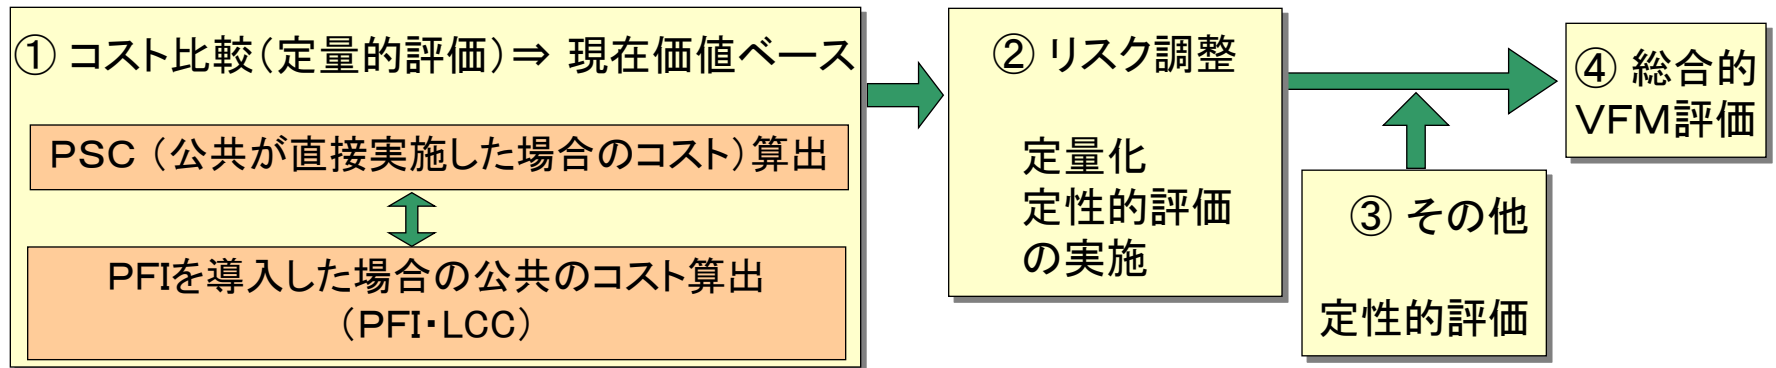 ① コスト比較(定量的評価)⇒ 現在価値ベース
PSC (公共が直接実施した場合のコスト)算出
PFIを導入した場合の公共のコスト算出
(PFI・LCC)
② リスク調整
定量化
定性的評価
の実施
③ その他
定性的評価
④ 総合的
VFM評価